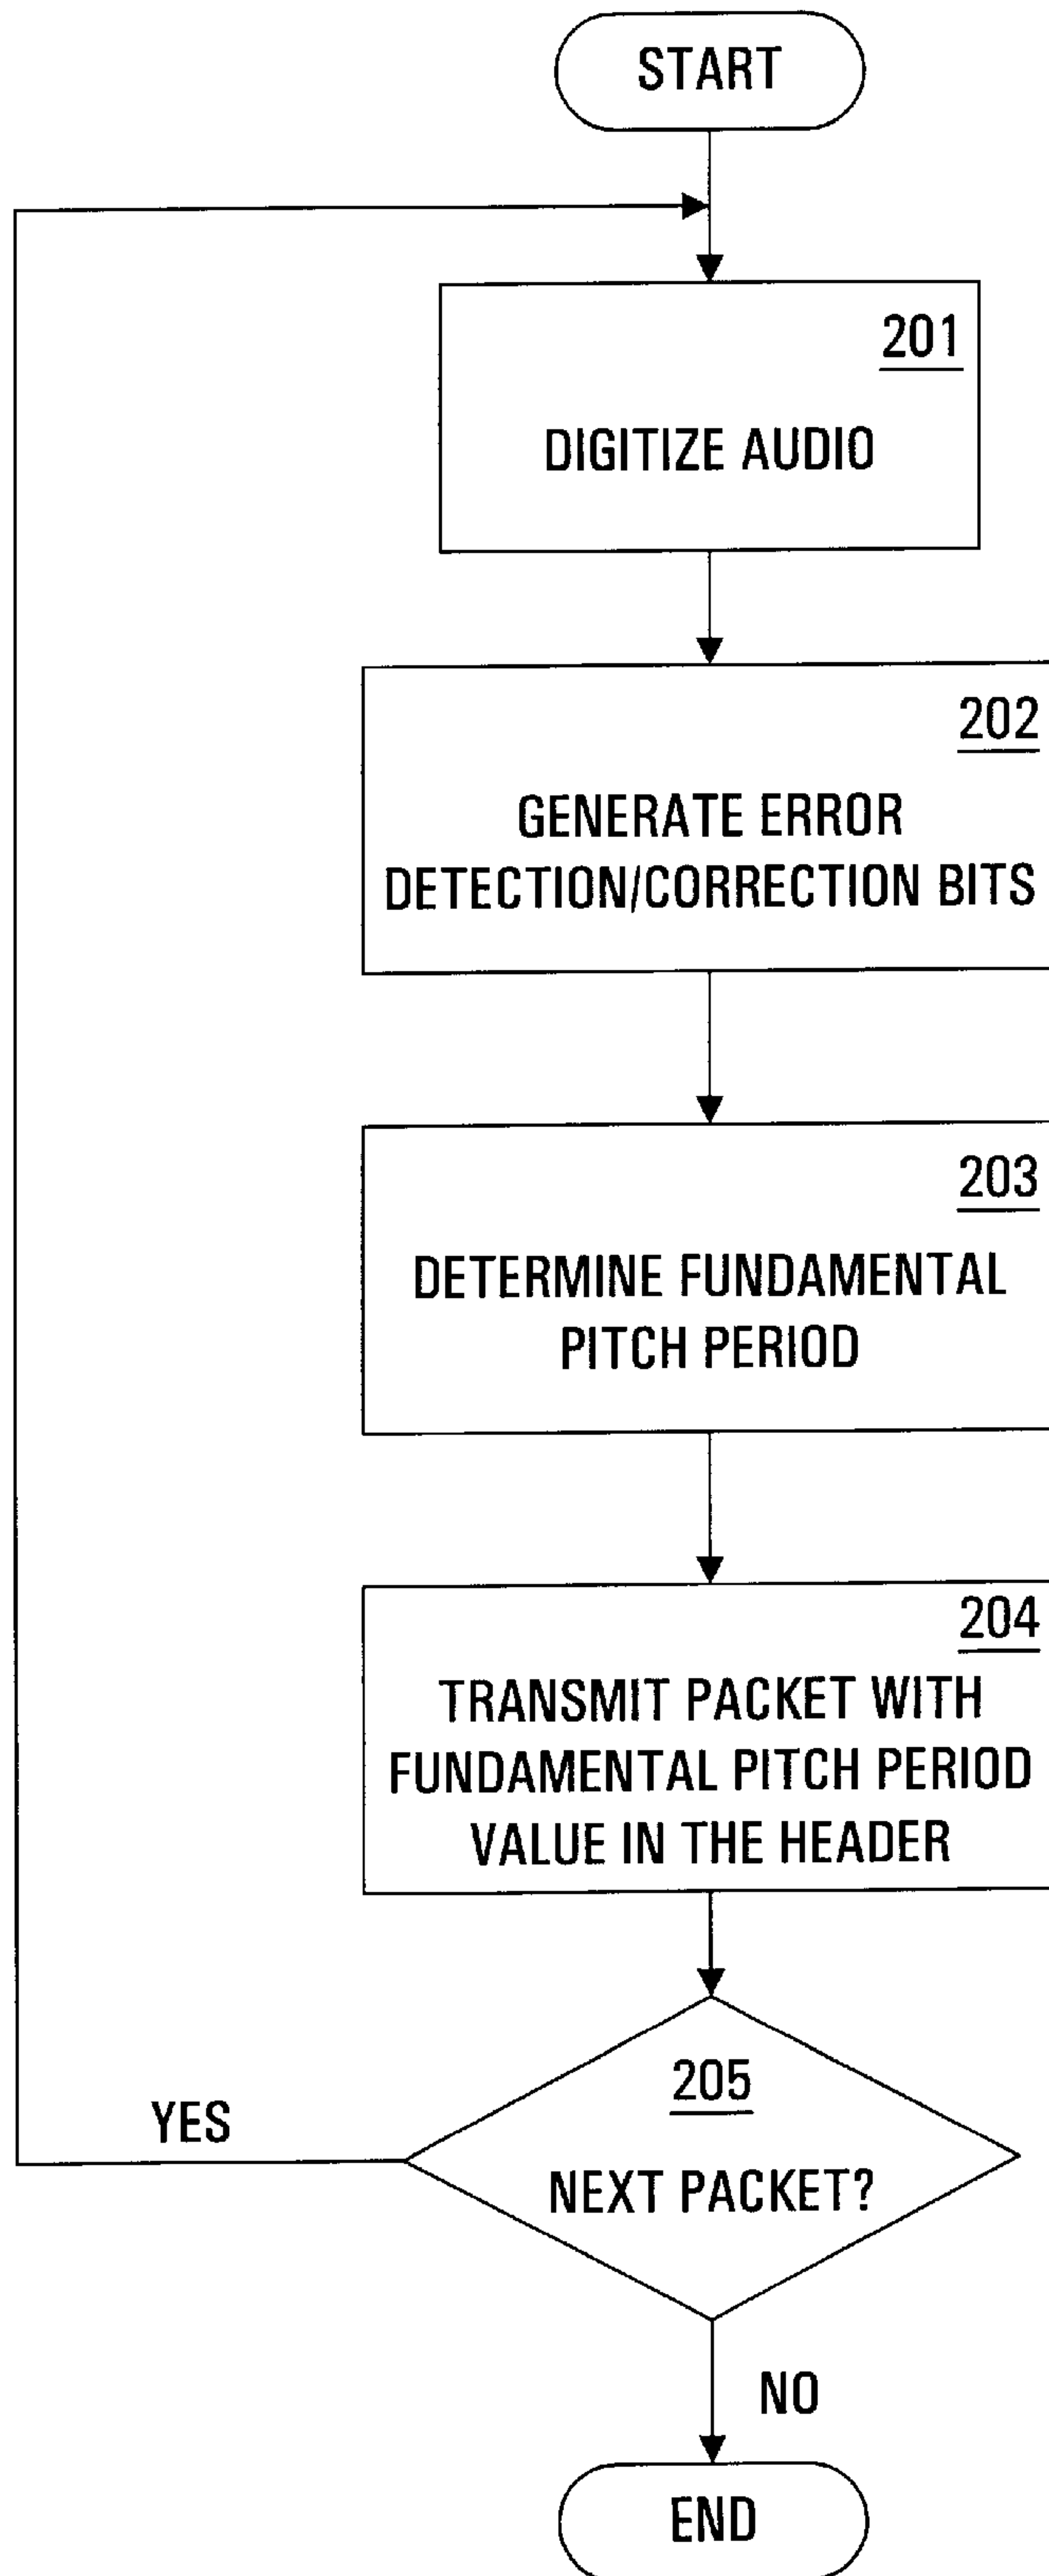 START
201
DIGITIZE AUDIO
202
GENERATE ERROR
DETECTION/CORRECTION BITS
203
DETERMINE FUNDAMENTAL
PITCH PERIOD
204
TRANSMIT PACKET WITH
FUNDAMENTAL PITCH PERIOD
VALUE IN THE HEADER
205
YES
NEXT PACKET?
NO
END